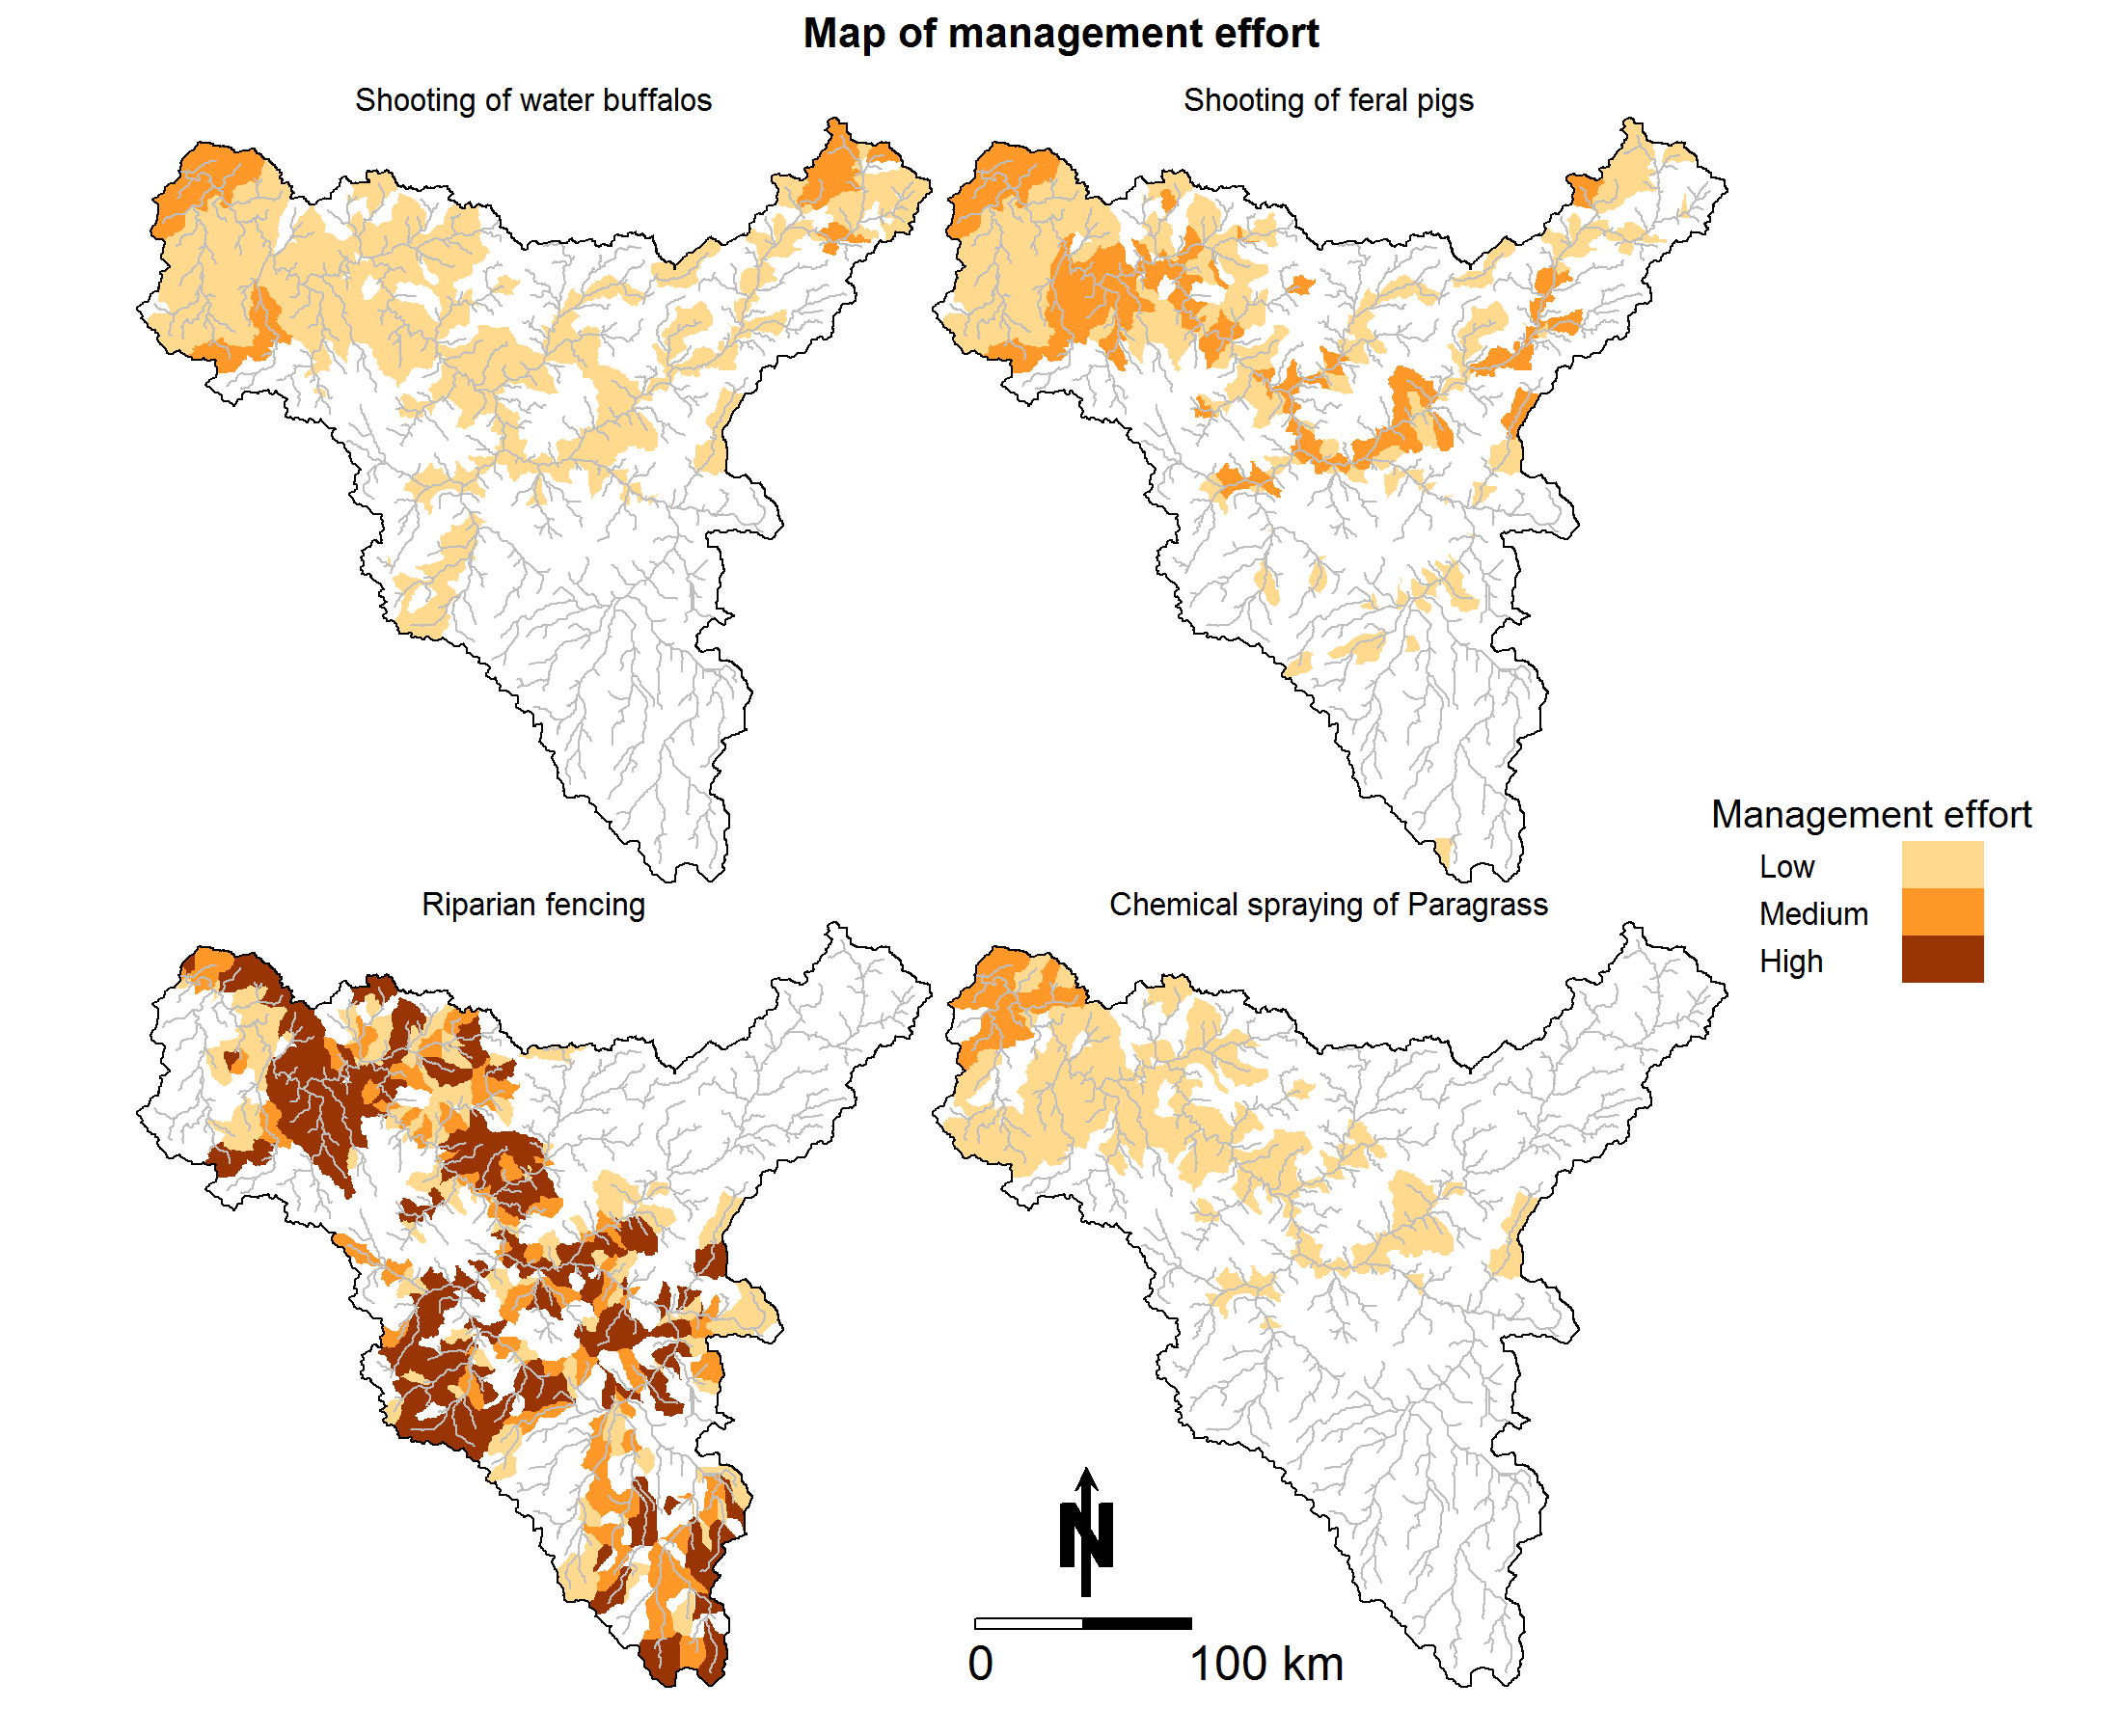 Map of management effort
Shooting of water buffalos
Shooting of feral pigs
Management effort
Low
Medium
High
Riparian fencing
Chemical spraying of Paragrass
N
0 100 km